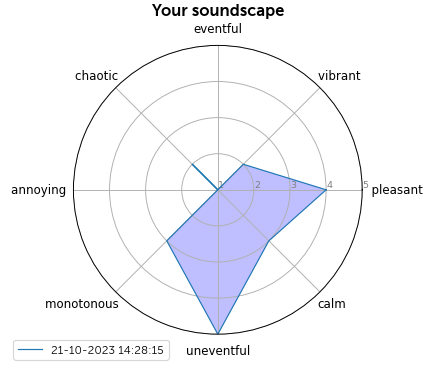 Your soundscape
eventful
chaotic
vibrant
annoying
1
2
3
4
5
pleasant
monotonous
calm
uneventful
21-10-2023 14:28:15